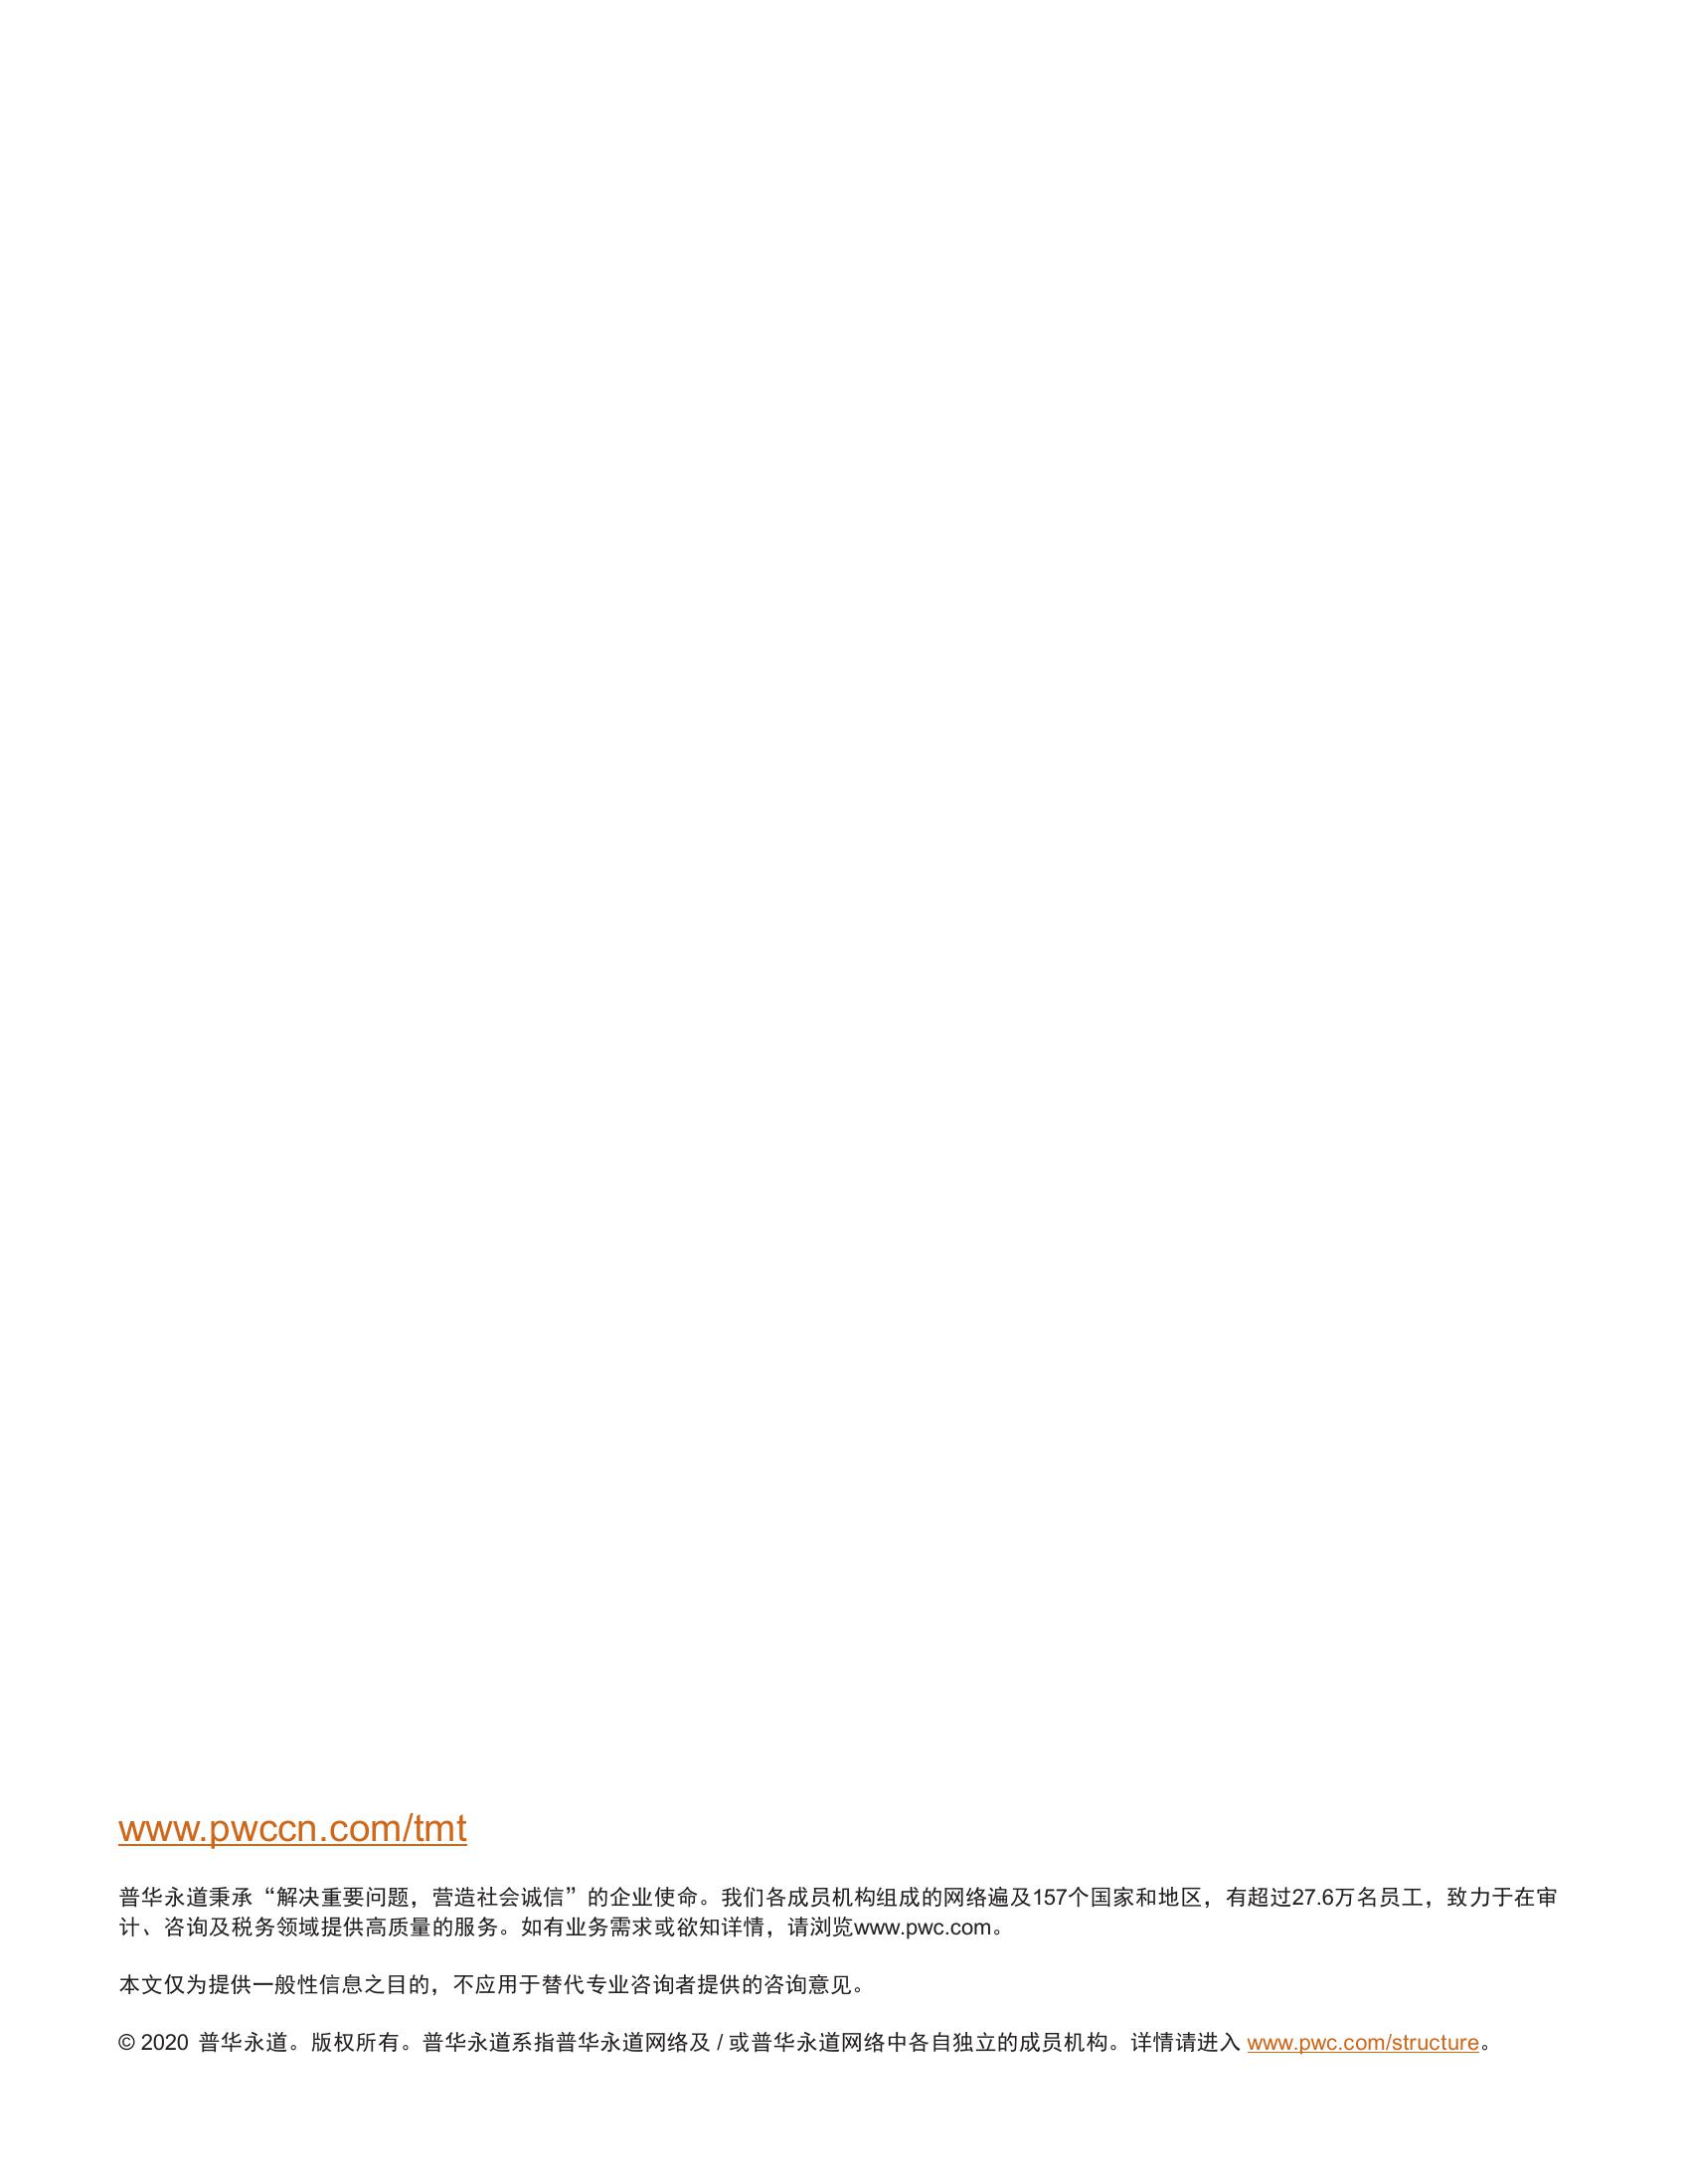 www.pwccn.com/tmt
普华永道秉承“解决重要问题，营造社会诚信”的企业使命。我们各成员机构组成的网络遍及157个国家和地区，有超过27.6万名员工，致力于在审
计、咨询及税务领域提供高质量的服务。如有业务需求或欲知详情，请浏览www.pwc.com。
本文仅为提供一般性信息之目的，不应用于替代专业咨询者提供的咨询意见。
© 2020 普华永道。版权所有。普华永道系指普华永道网络及 / 或普华永道网络中各自独立的成员机构。详情请进入 www.pwc.com/structure。